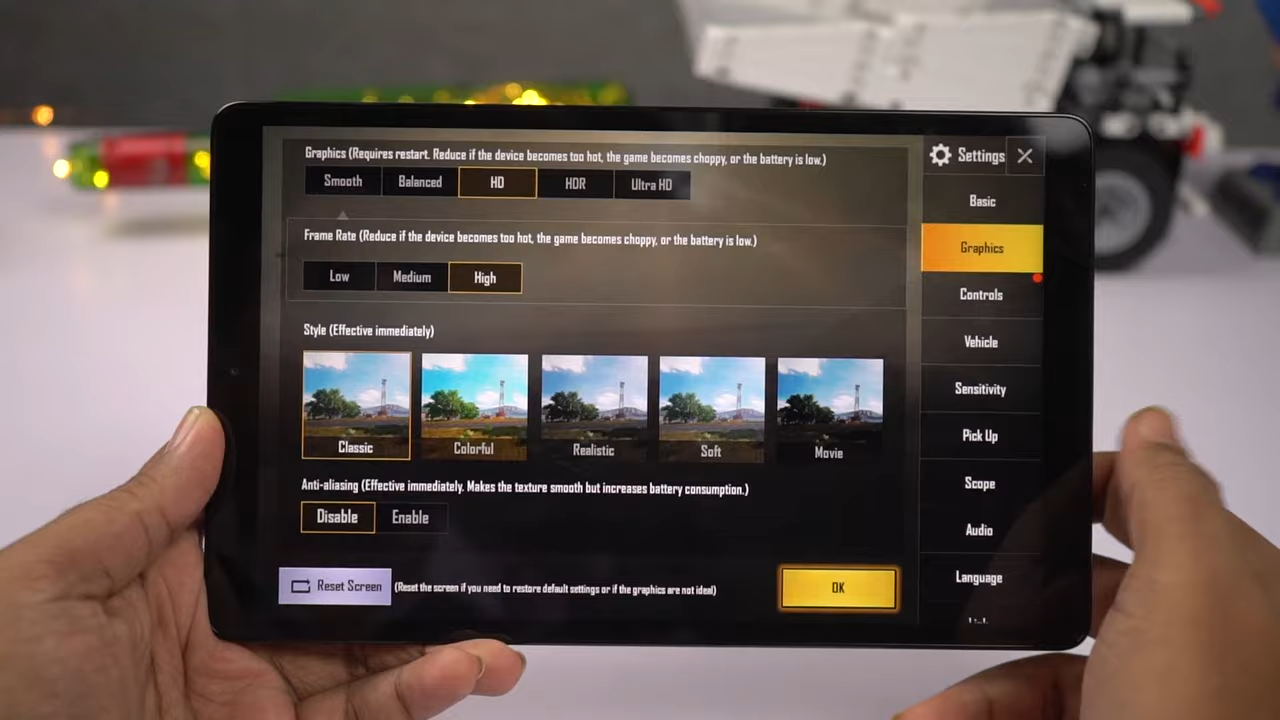 Graphics (Requires restart. Reduce if the device becomes too hot, the game becomes choppy, or the battery is low.)
Smooth Balanced HD HDR Ultra HD
Frame Rate (Reduce if the device becomes too hot, the game becomes choppy, or the battery is low.)
Low Medium High
Style (Effective immediately)
Classic Colorful Realistic Soft Movie
Anti-aliasing (Effective immediately. Makes the texture smooth but increases battery consumption.)
Disable Enable
Reset Screen (Reset the screen if you need to restore default settings or if the graphics are not ideal)
OK
Settings
Basic
Graphics
Controls
Vehicle
Sensitivity
Pick Up
Scope
Audio
Language